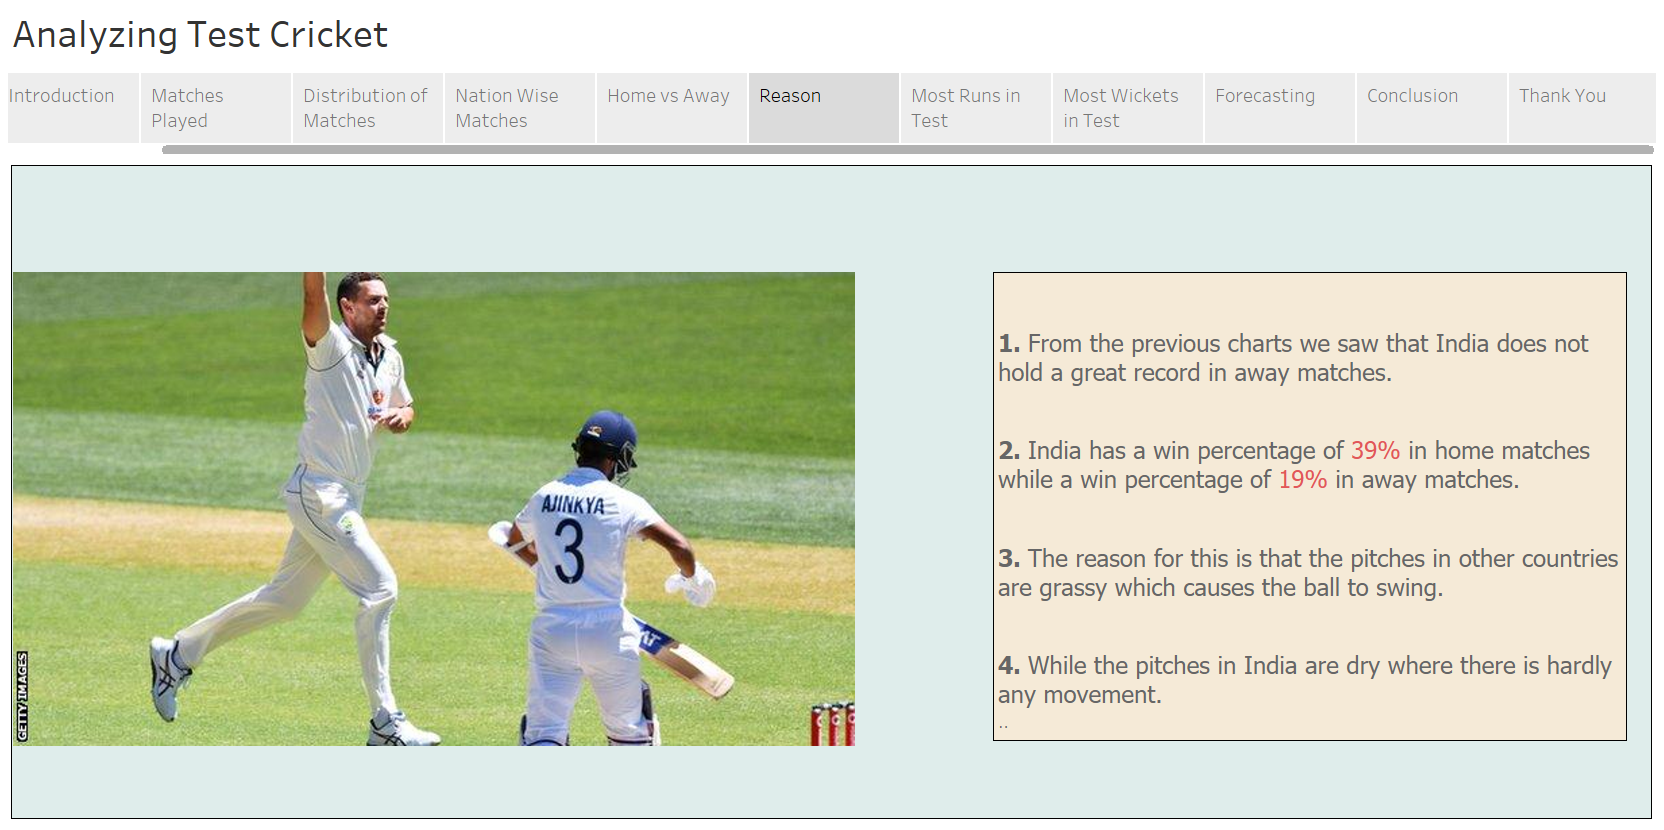 Analyzing Test Cricket
Introduction
Matches
Played
Distribution of
Matches
Nation Wise
Matches
Home vs Away
Reason
Most Runs in
Test
Most Wickets
in Test
Forecasting
Conclusion
Thank You
AJINKYA
3
GETTY IMAGES
1. From the previous charts we saw that India does not
hold a great record in away matches.
2. India has a win percentage of 39% in home matches
while a win percentage of 19% in away matches.
3. The reason for this is that the pitches in other countries
are grassy which causes the ball to swing.
4. While the pitches in India are dry where there is hardly
any movement.
..